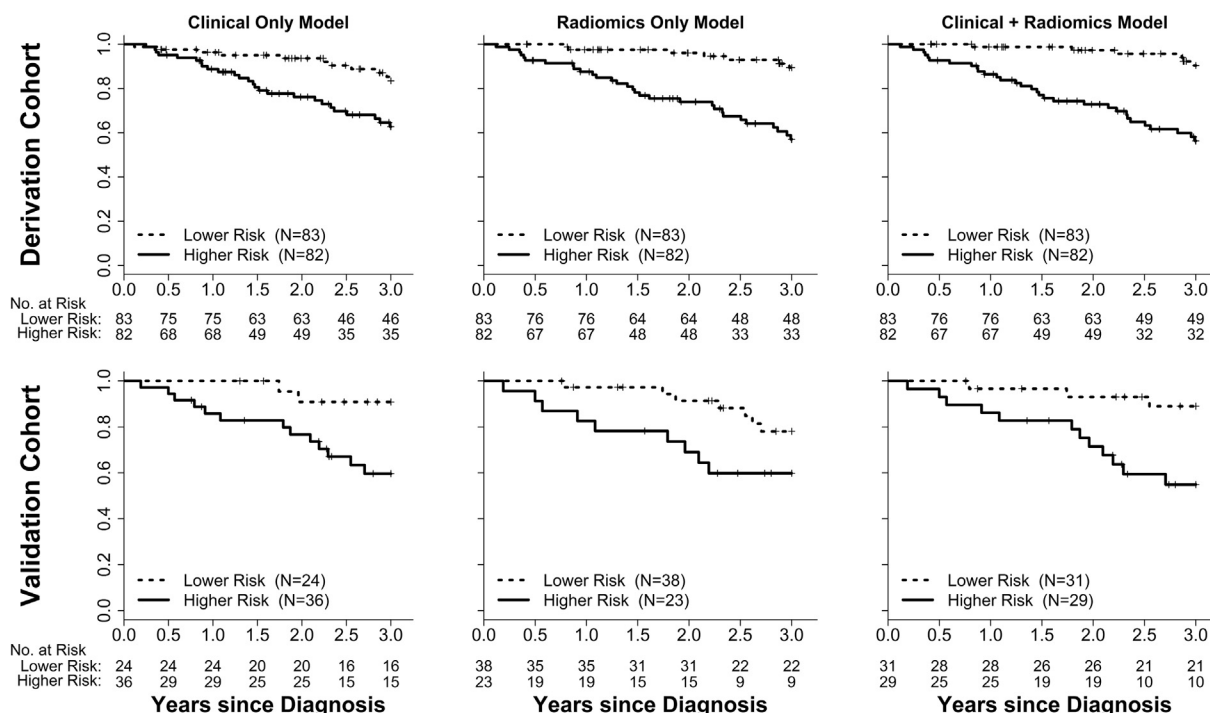 Clinical Only Model
Radiomics Only Model
Clinical + Radiomics Model
Derivation Cohort
1.0
0.8
0.6
0.4
0.2
0.0
Lower Risk (N=83)
Higher Risk (N=82)
Lower Risk (N=83)
Higher Risk (N=82)
Lower Risk (N=83)
Higher Risk (N=82)
0.0 0.5 1.0 1.5 2.0 2.5 3.0
0.0 0.5 1.0 1.5 2.0 2.5 3.0
0.0 0.5 1.0 1.5 2.0 2.5 3.0
No. at Risk
Lower Risk: 83 75 75 63 63 46 46
Higher Risk: 82 68 68 49 49 35 35
83 76 76 64 64 48 48
82 67 67 48 48 33 33
83 76 76 63 63 49 49
82 67 67 49 49 32 32
Validation Cohort
1.0
0.8
0.6
0.4
0.2
0.0
Lower Risk (N=24)
Higher Risk (N=36)
Lower Risk (N=38)
Higher Risk (N=23)
Lower Risk (N=31)
Higher Risk (N=29)
0.0 0.5 1.0 1.5 2.0 2.5 3.0
0.0 0.5 1.0 1.5 2.0 2.5 3.0
0.0 0.5 1.0 1.5 2.0 2.5 3.0
No. at Risk
Lower Risk: 24 24 24 20 20 16 16
Higher Risk: 36 29 29 25 25 15 15
38 35 35 31 31 22 22
23 19 19 15 15 9 9
31 28 28 26 26 21 21
29 25 25 19 19 10 10
Years since Diagnosis
Years since Diagnosis
Years since Diagnosis